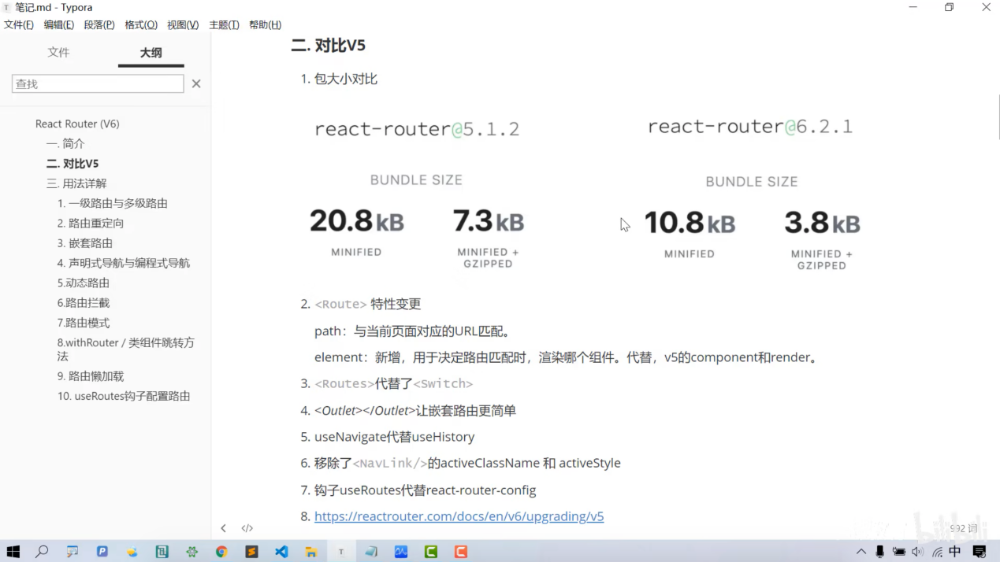 笔记.md - Typora
文件(F) 编辑(E) 段落(P) 格式(O) 视图(V) 主题(T) 帮助(H)
文件 大纲
查找
React Router (V6)
一. 简介
二. 对比V5
三. 用法详解
1. 一级路由与多级路由
2. 路由重定向
3. 嵌套路由
4. 声明式导航与编程式导航
5.动态路由
6.路由拦截
7.路由模式
8.withRouter / 类组件跳转方
法
9. 路由懒加载
10. useRoutes钩子配置路由
二. 对比V5
1. 包大小对比
react-router@5.1.2 react-router@6.2.1
BUNDLE SIZE BUNDLE SIZE
20.8 kB 7.3 kB 10.8 kB 3.8 kB
MINIFIED MINIFIED + MINIFIED MINIFIED +
GZIPPED GZIPPED
2. <Route> 特性变更
path：与当前页面对应的URL匹配。
element：新增，用于决定路由匹配时，渲染哪个组件。代替，v5的component和render。
3. <Routes>代替了<Switch>
4. <Outlet></Outlet>让嵌套路由更简单
5. useNavigate代替useHistory
6. 移除了<NavLink/>的activeClassName 和 activeStyle
7. 钩子useRoutes代替react-router-config
8. https://reactrouter.com/docs/en/v6/upgrading/v5
992 词
bilibili
中